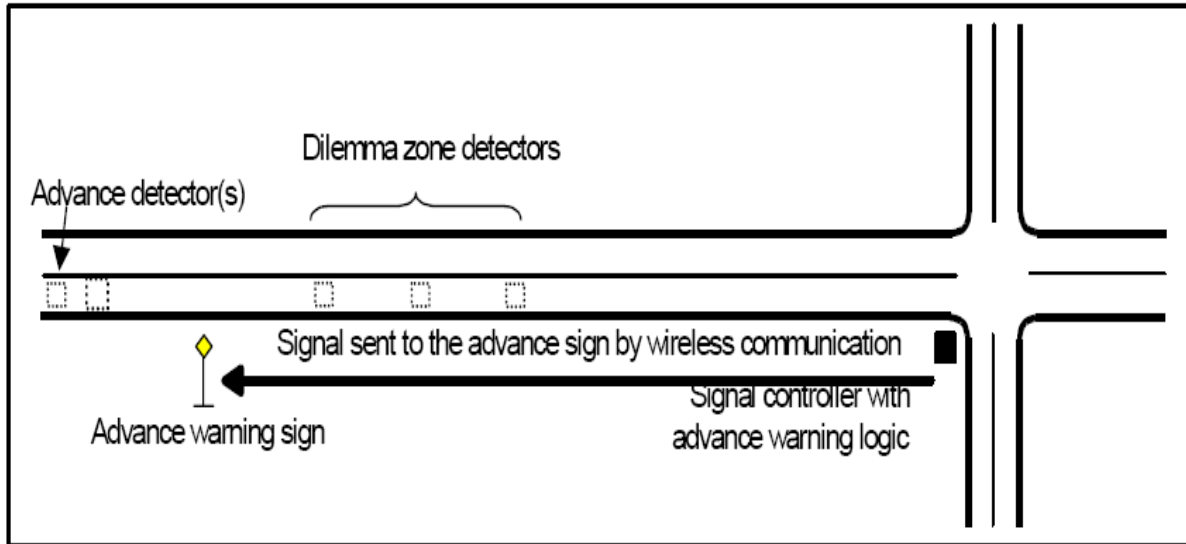 Dilemma zone detectors
Advance detector(s)
Signal sent to the advance sign by wireless communication
Signal controller with
advance warning logic
Advance warning sign